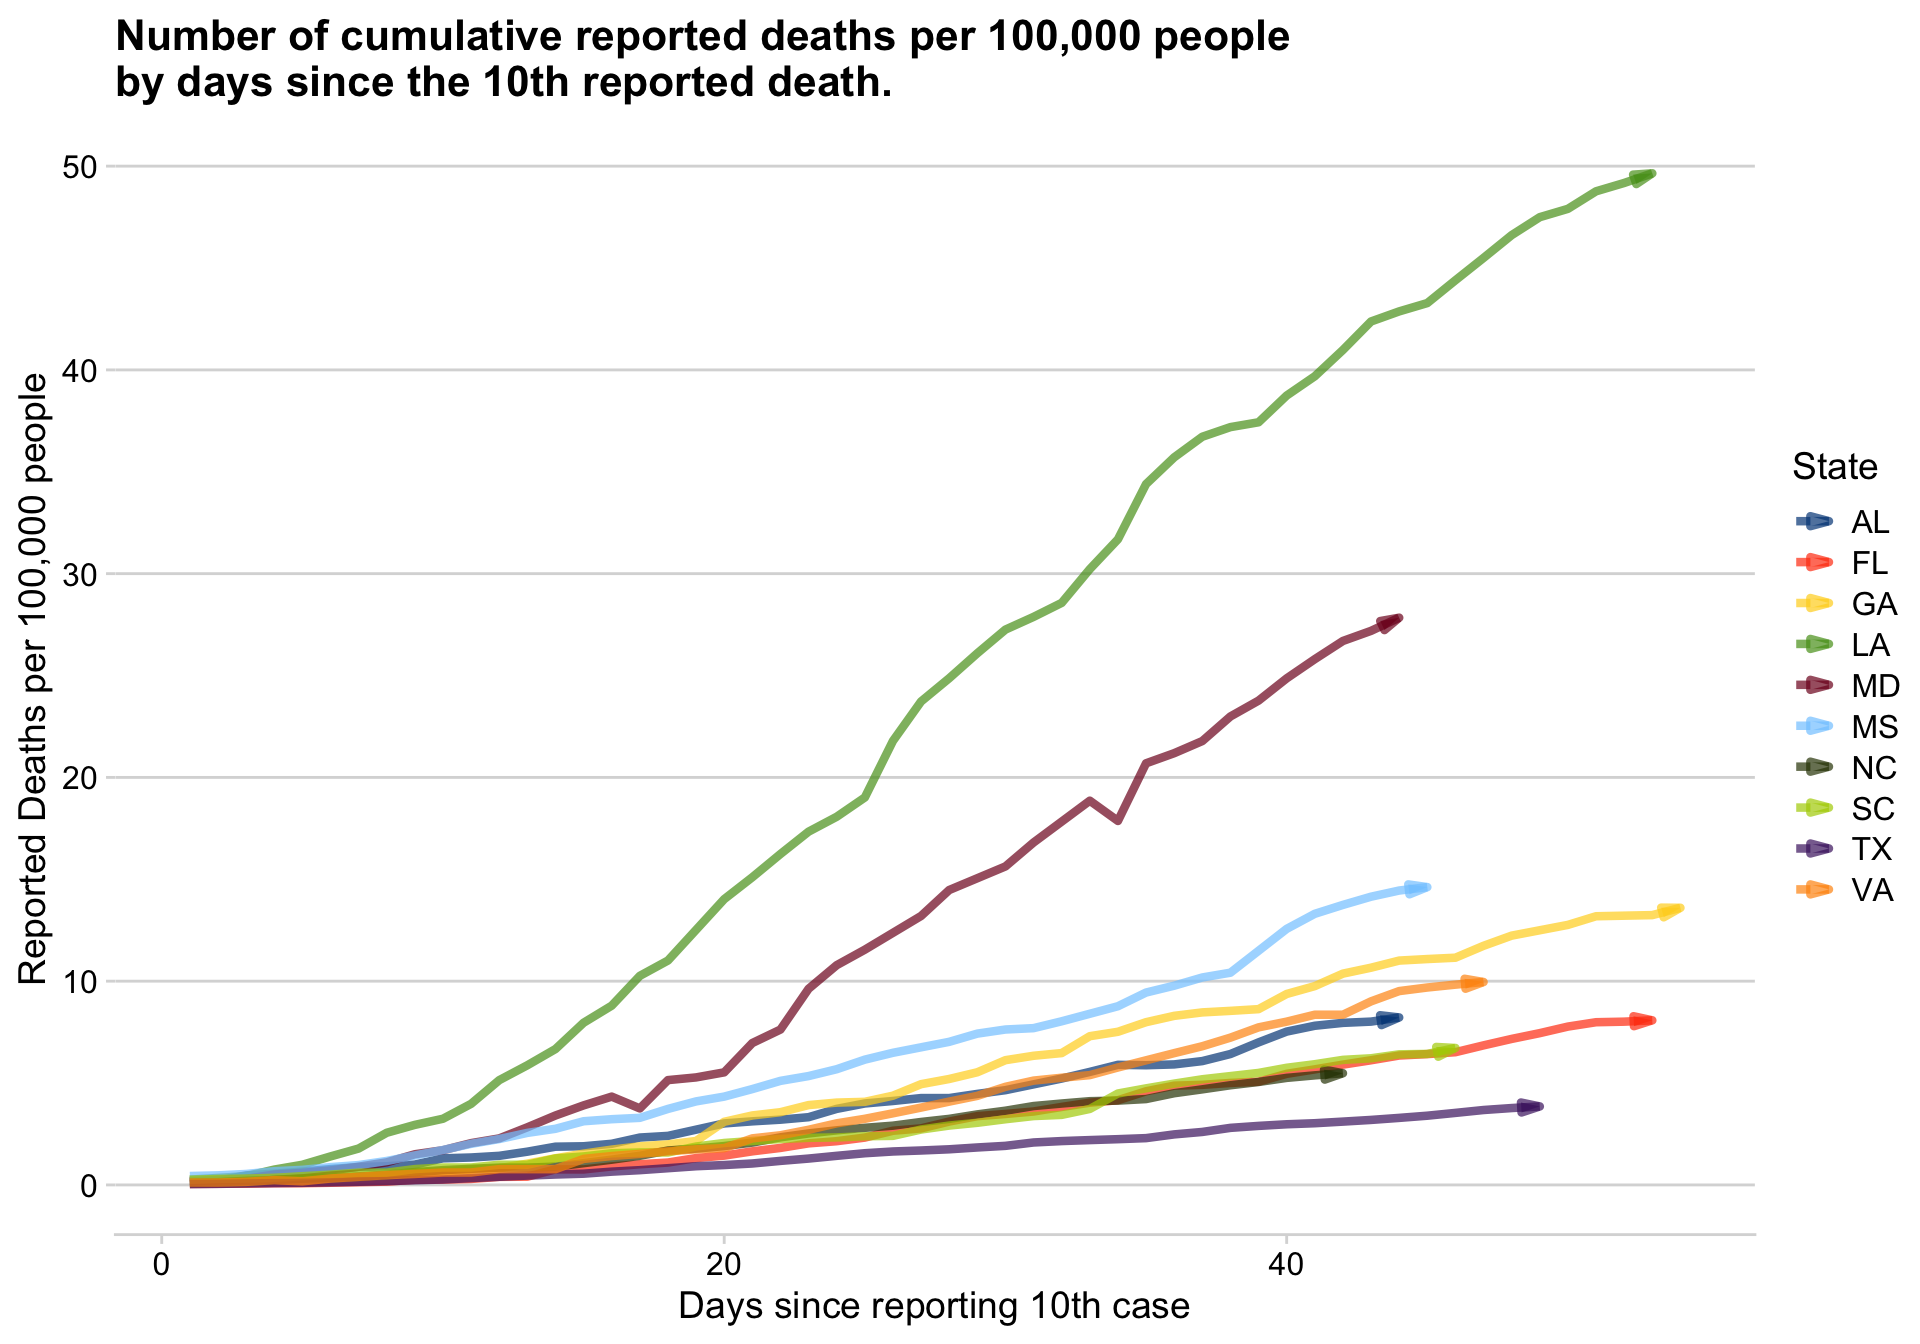 Number of cumulative reported deaths per 100,000 people
by days since the 10th reported death.
Reported Deaths per 100,000 people
50
40
30
20
10
0
0
20
40
Days since reporting 10th case
State
AL
FL
GA
LA
MD
MS
NC
SC
TX
VA